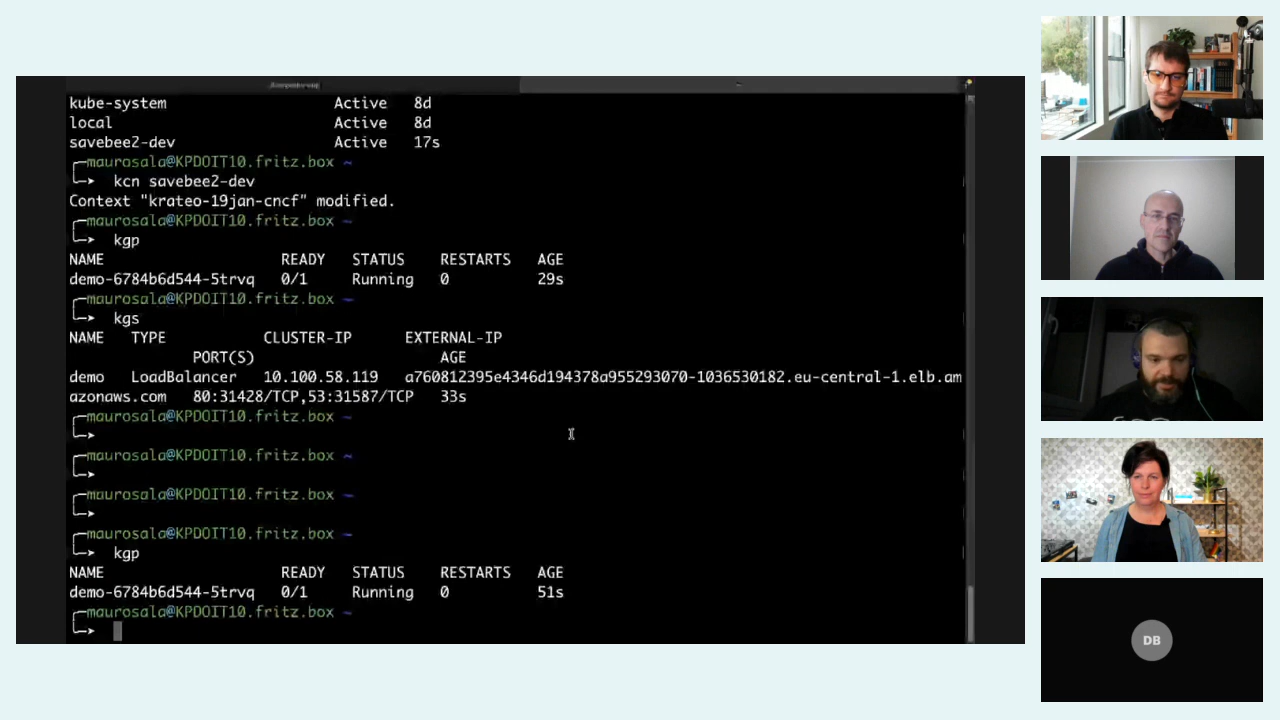 kube-system Active 8d
local Active 8d
savebee2-dev Active 17s
maurosala@KPDOIT10.fritz.box ~
kcn savebee2-dev
Context "krateo-19jan-cncf" modified.
maurosala@KPDOIT10.fritz.box ~
kgp
NAME READY STATUS RESTARTS AGE
demo-6784b6d544-5trvq 0/1 Running 0 29s
maurosala@KPDOIT10.fritz.box ~
kgs
NAME TYPE CLUSTER-IP EXTERNAL-IP
PORT(S) AGE
demo LoadBalancer 10.100.58.119 a760812395e4346d194378a955293070-1036530182.eu-central-1.elb.am
azonaws.com 80:31428/TCP,53:31587/TCP 33s
maurosala@KPDOIT10.fritz.box ~
maurosala@KPDOIT10.fritz.box ~
maurosala@KPDOIT10.fritz.box ~
maurosala@KPDOIT10.fritz.box ~
kgp
NAME READY STATUS RESTARTS AGE
demo-6784b6d544-5trvq 0/1 Running 0 51s
maurosala@KPDOIT10.fritz.box ~
DB